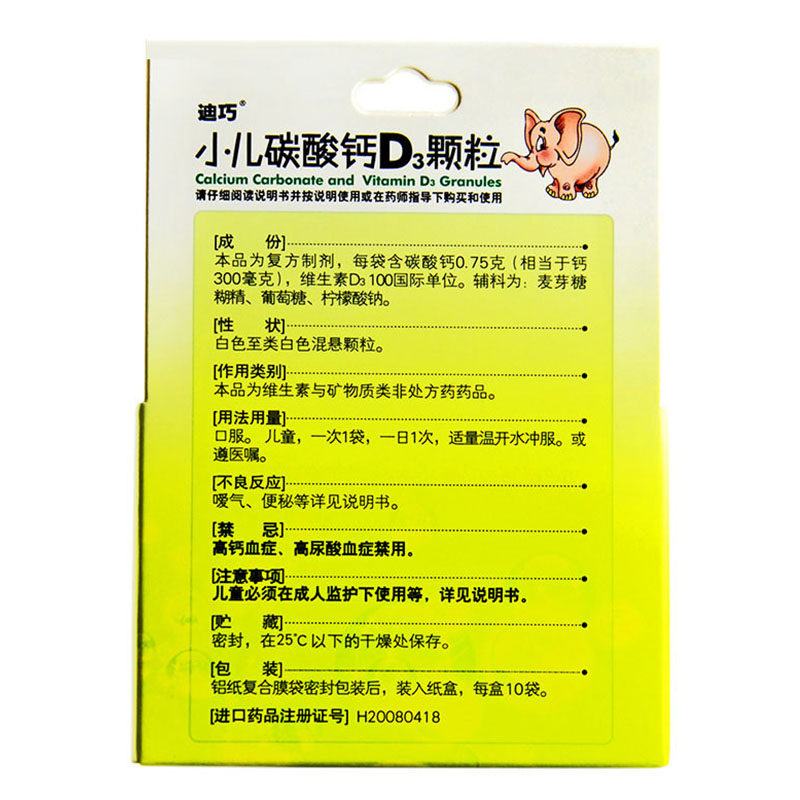 迪巧®
小儿碳酸钙D3颗粒
Calcium Carbonate and Vitamin D3 Granules
请仔细阅读说明书并按说明使用或在药师指导下购买和使用
[成 份]
本品为复方制剂，每袋含碳酸钙0.75克（相当于钙
300毫克），维生素D3 100国际单位。辅料为：麦芽糖
糊精、葡萄糖、柠檬酸钠。
[性 状]
白色至类白色混悬颗粒。
[作用类别]
本品为维生素与矿物质类非处方药药品。
[用法用量]
口服。儿童，一次1袋，一日1次，适量温开水冲服。或
遵医嘱。
[不良反应]
嗳气、便秘等详见说明书。
[禁 忌]
高钙血症、高尿酸血症禁用。
[注意事项]
儿童必须在成人监护下使用等，详见说明书。
[贮 藏]
密封，在25℃以下的干燥处保存。
[包 装]
铝纸复合膜袋密封包装后，装入纸盒，每盒10袋。
[进口药品注册证号] H20080418